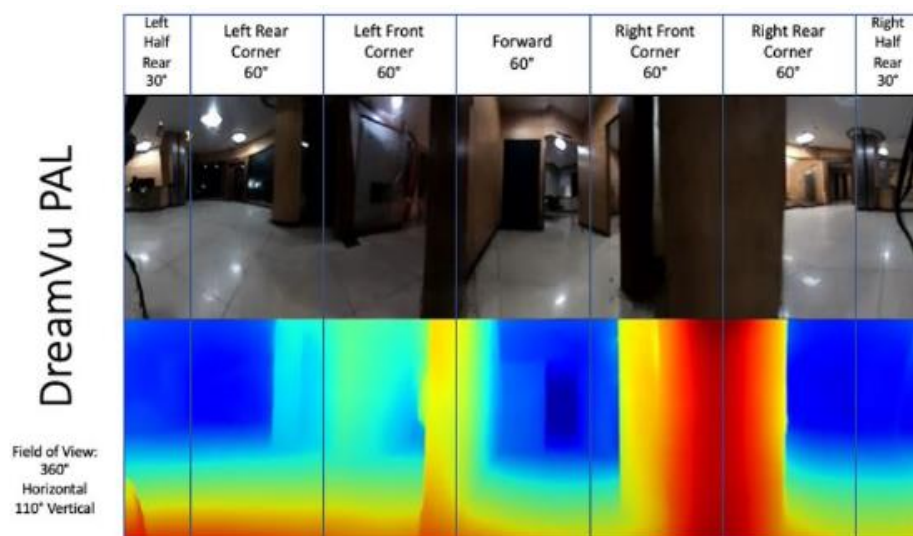 Left
Half
Rear
30°
Left Rear
Corner
60°
Left Front
Corner
60°
Forward
60°
Right Front
Corner
60°
Right Rear
Corner
60°
Right
Half
Rear
30°
DreamVu PAL
Field of View:
360°
Horizontal
110° Vertical